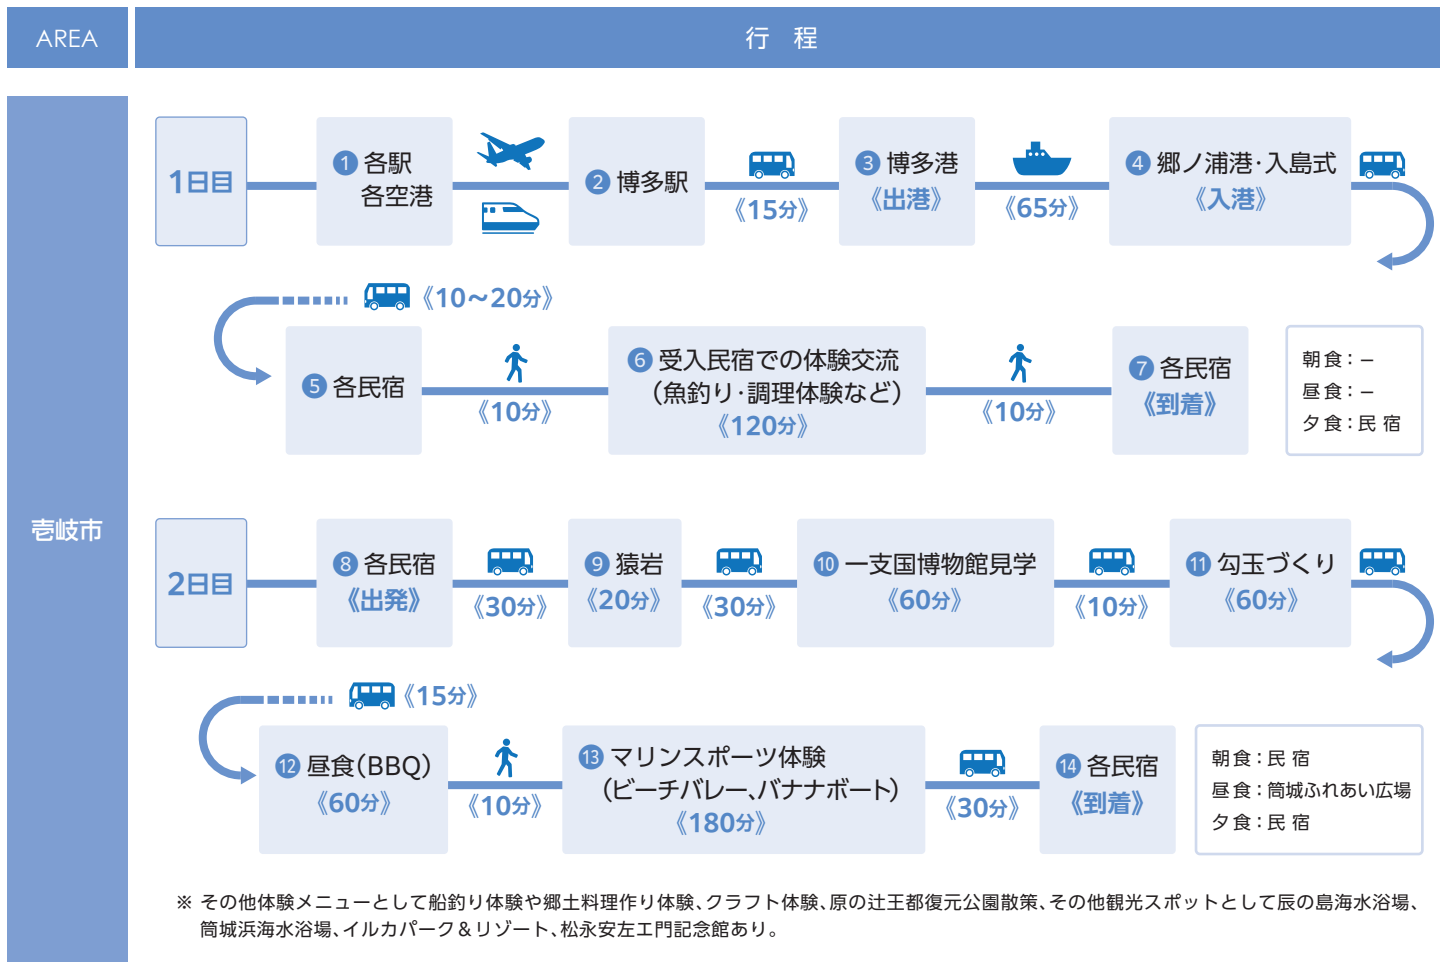 AREA
行 程
壱岐市
1日目
❶各駅
各空港
❷博多駅
《15分》
❸博多港
《出港》
《65分》
❹郷ノ浦港・入島式
《入港》
《10～20分》
❺各民宿
《10分》
❻受入民宿での体験交流
(魚釣り・調理体験など)
《120分》
《10分》
❼各民宿
《到着》
朝食：−
昼食：−
夕食：民 宿
2日目
❽各民宿
《出発》
《30分》
❾猿岩
《20分》
《30分》
❿一支国博物館見学
《60分》
《10分》
⓫勾玉づくり
《60分》
《15分》
⓬昼食(BBQ)
《60分》
《10分》
⓭マリンスポーツ体験
(ビーチバレー、バナナボート)
《180分》
《30分》
⓮各民宿
《到着》
朝食：民 宿
昼食：筒城ふれあい広場
夕食：民 宿
※ その他体験メニューとして船釣り体験や郷土料理作り体験、クラフト体験、原の辻王都復元公園散策、その他観光スポットとして辰の島海水浴場、
筒城浜海水浴場、イルカパーク＆リゾート、松永安左エ門記念館あり。